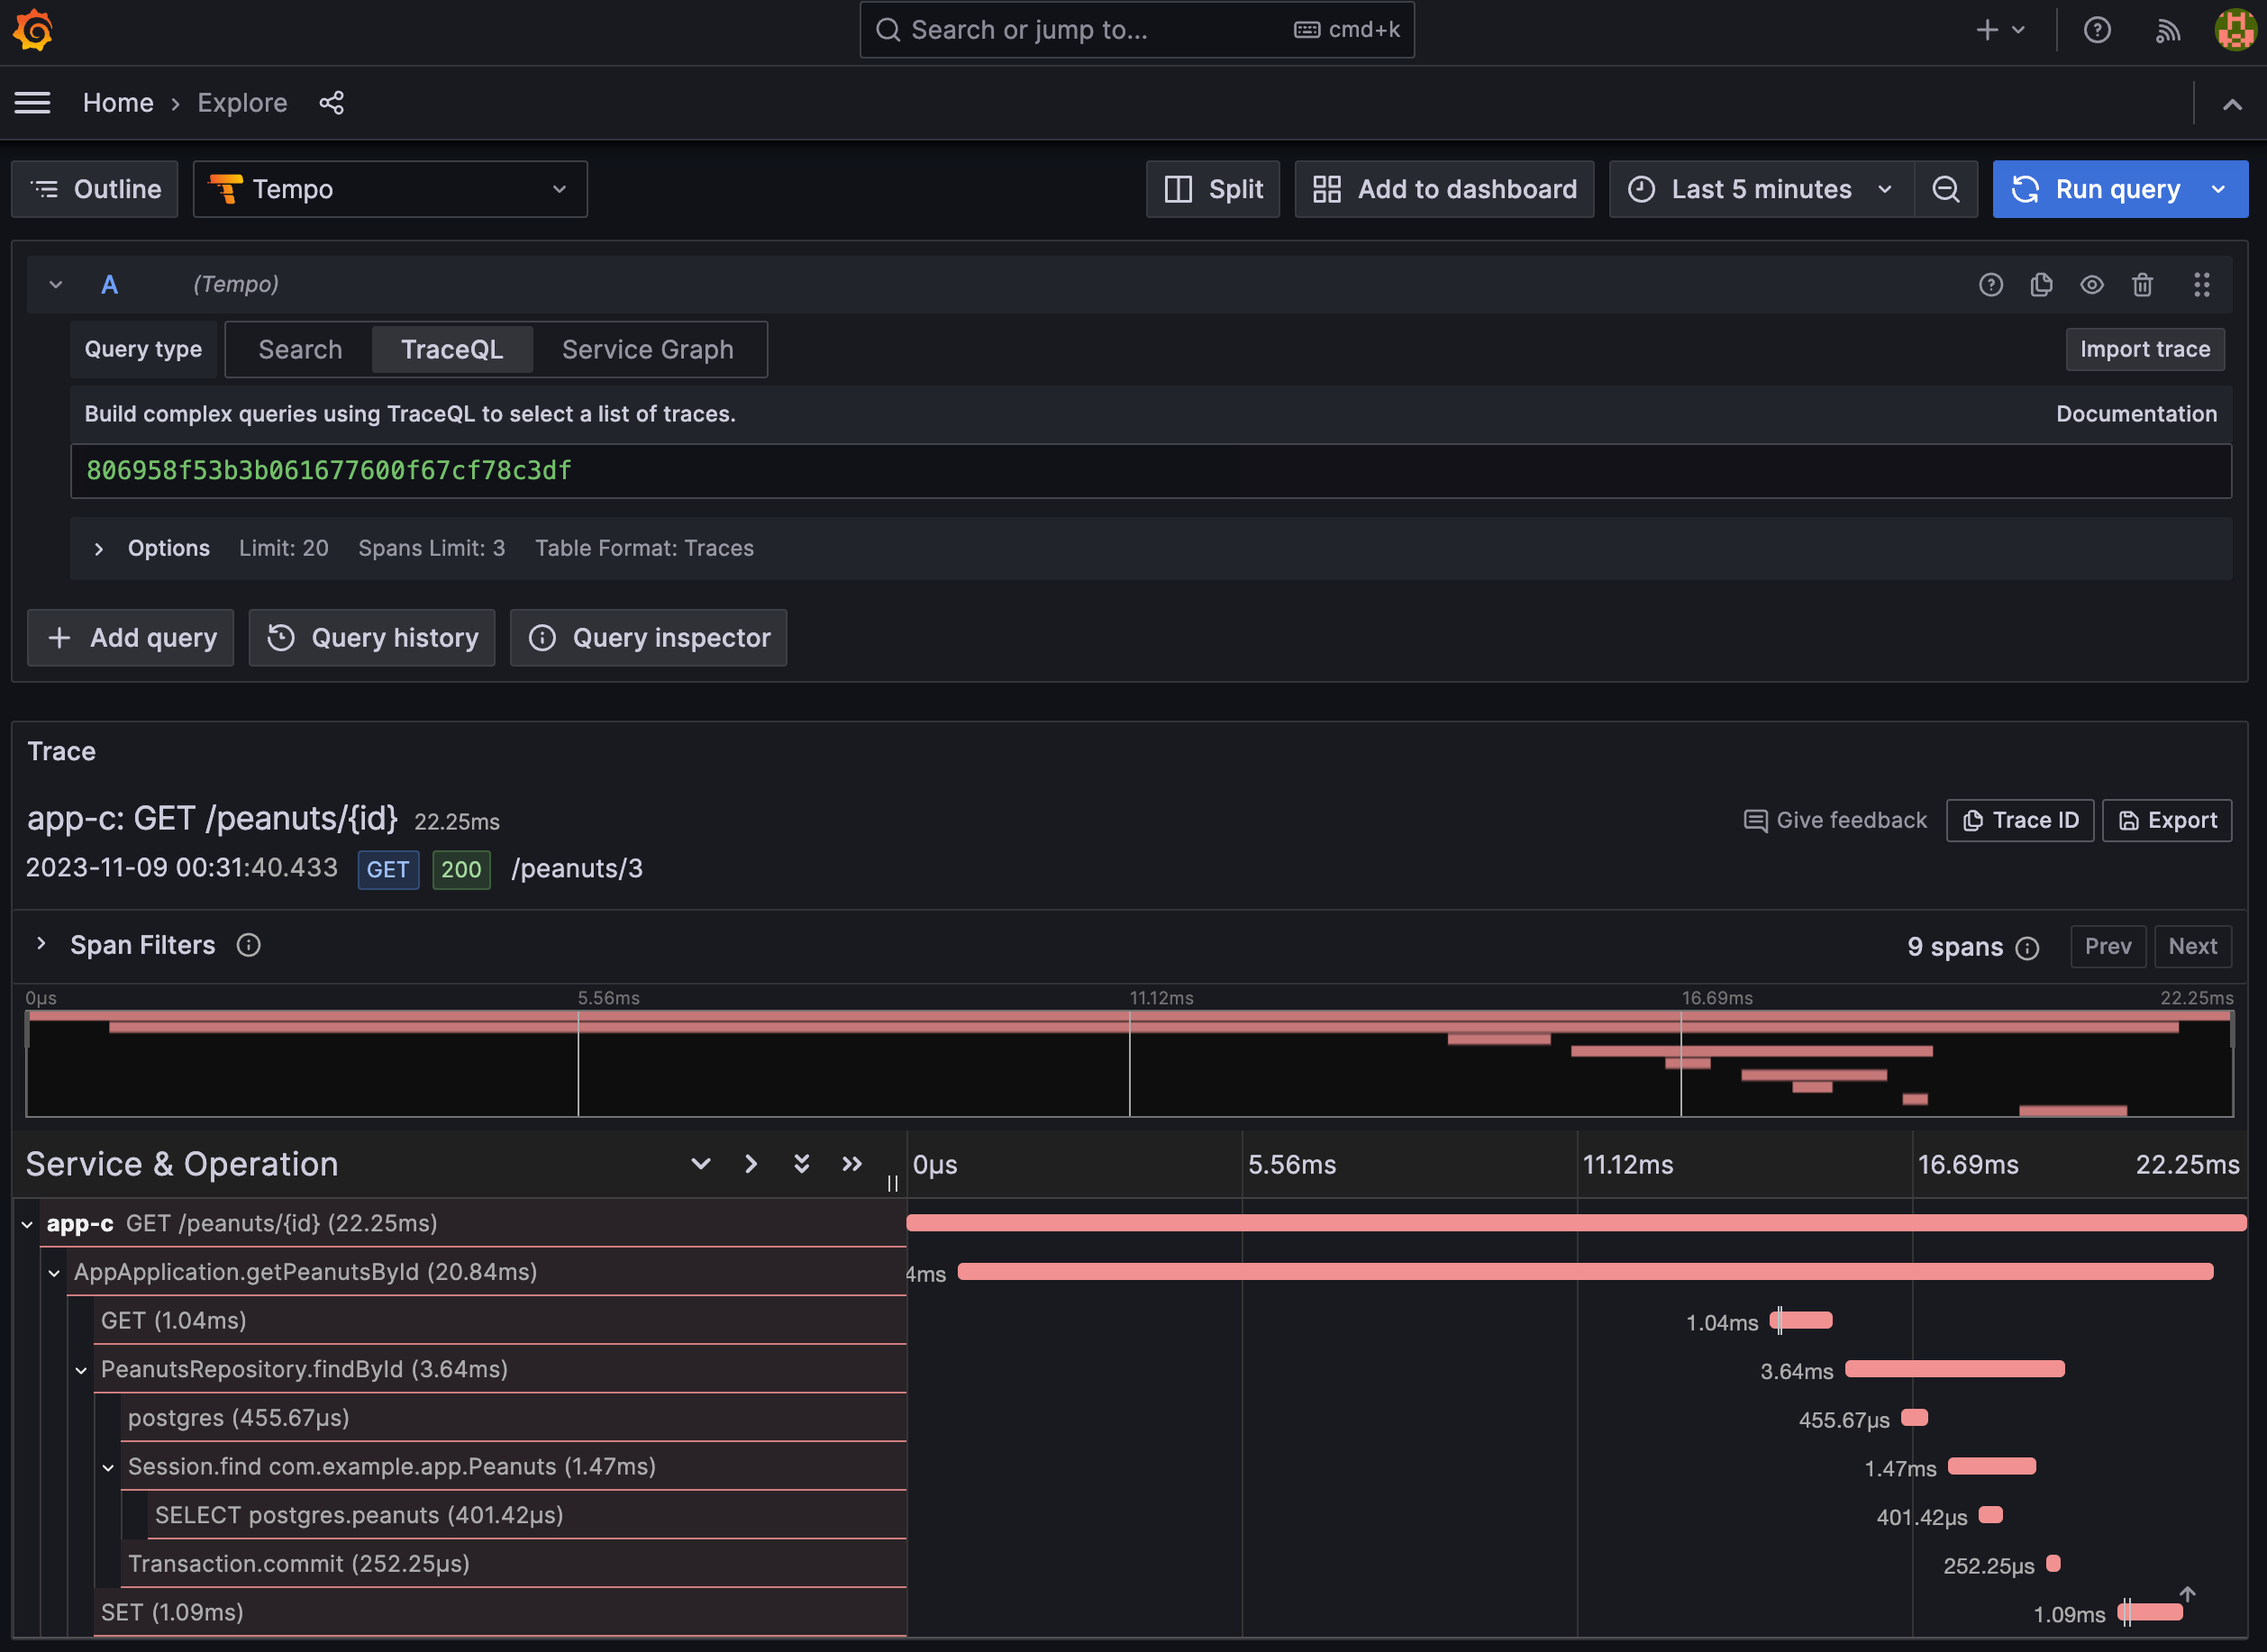 Search or jump to... cmd+k
Home › Explore
Outline Tempo Split Add to dashboard Last 5 minutes Run query
A (Tempo)
Query type Search TraceQL Service Graph Import trace
Build complex queries using TraceQL to select a list of traces. Documentation
806958f53b3b061677600f67cf78c3df
Options Limit: 20 Spans Limit: 3 Table Format: Traces
Add query Query history Query inspector
Trace
app-c: GET /peanuts/{id} 22.25ms Give feedback Trace ID Export
2023-11-09 00:31:40.433 GET 200 /peanuts/3
Span Filters 9 spans Prev Next
0μs 5.56ms 11.12ms 16.69ms 22.25ms
Service & Operation 0μs 5.56ms 11.12ms 16.69ms 22.25ms
app-c GET /peanuts/{id} (22.25ms)
AppApplication.getPeanutsById (20.84ms) 4ms
GET (1.04ms) 1.04ms
PeanutsRepository.findById (3.64ms) 3.64ms
postgres (455.67μs) 455.67μs
Session.find com.example.app.Peanuts (1.47ms) 1.47ms
SELECT postgres.peanuts (401.42μs) 401.42μs
Transaction.commit (252.25μs) 252.25μs
SET (1.09ms) 1.09ms